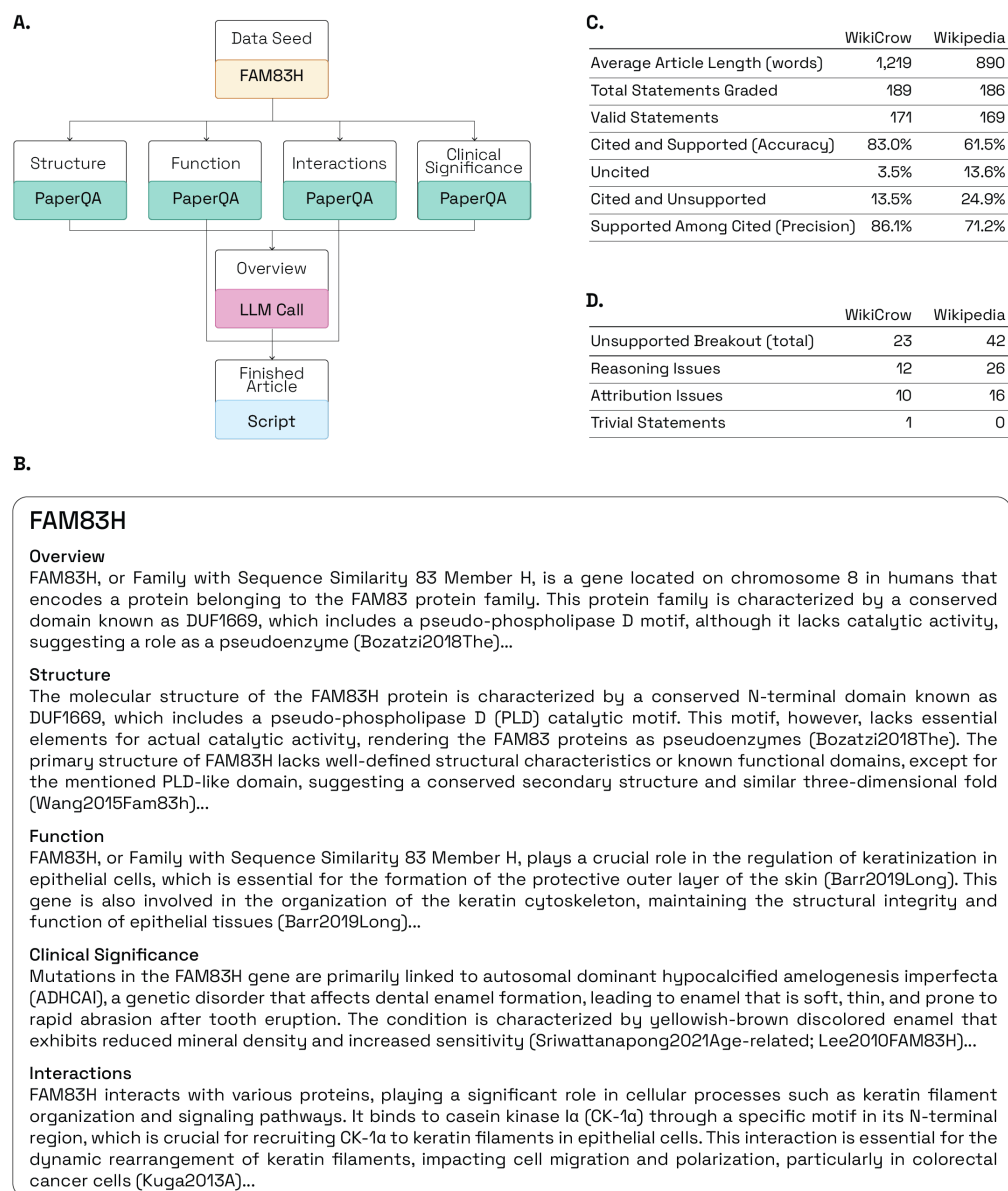 A.
Data Seed
FAM83H
Structure
PaperQA
Function
PaperQA
Interactions
PaperQA
Clinical
Significance
PaperQA
Overview
LLM Call
Finished
Article
Script
C.
WikiCrow Wikipedia
Average Article Length (words) 1,219 890
Total Statements Graded 189 186
Valid Statements 171 169
Cited and Supported (Accuracy) 83.0% 61.5%
Uncited 3.5% 13.6%
Cited and Unsupported 13.5% 24.9%
Supported Among Cited (Precision) 86.1% 71.2%
D.
WikiCrow Wikipedia
Unsupported Breakout (total) 23 42
Reasoning Issues 12 26
Attribution Issues 10 16
Trivial Statements 1 0
B.
FAM83H
Overview
FAM83H, or Family with Sequence Similarity 83 Member H, is a gene located on chromosome 8 in humans that
encodes a protein belonging to the FAM83 protein family. This protein family is characterized by a conserved
domain known as DUF1669, which includes a pseudo-phospholipase D motif, although it lacks catalytic activity,
suggesting a role as a pseudoenzyme (Bozatzi2018The)...
Structure
The molecular structure of the FAM83H protein is characterized by a conserved N-terminal domain known as
DUF1669, which includes a pseudo-phospholipase D (PLD) catalytic motif. This motif, however, lacks essential
elements for actual catalytic activity, rendering the FAM83 proteins as pseudoenzymes (Bozatzi2018The). The
primary structure of FAM83H lacks well-defined structural characteristics or known functional domains, except for
the mentioned PLD-like domain, suggesting a conserved secondary structure and similar three-dimensional fold
(Wang2015Fam83h)...
Function
FAM83H, or Family with Sequence Similarity 83 Member H, plays a crucial role in the regulation of keratinization in
epithelial cells, which is essential for the formation of the protective outer layer of the skin (Barr2019Long). This
gene is also involved in the organization of the keratin cytoskeleton, maintaining the structural integrity and
function of epithelial tissues (Barr2019Long)...
Clinical Significance
Mutations in the FAM83H gene are primarily linked to autosomal dominant hypocalcified amelogenesis imperfecta
(ADHCAI), a genetic disorder that affects dental enamel formation, leading to enamel that is soft, thin, and prone to
rapid abrasion after tooth eruption. The condition is characterized by yellowish-brown discolored enamel that
exhibits reduced mineral density and increased sensitivity (Sriwattanapong2021Age-related; Lee2010FAM83H)...
Interactions
FAM83H interacts with various proteins, playing a significant role in cellular processes such as keratin filament
organization and signaling pathways. It binds to casein kinase Iα (CK-1α) through a specific motif in its N-terminal
region, which is crucial for recruiting CK-1α to keratin filaments in epithelial cells. This interaction is essential for the
dynamic rearrangement of keratin filaments, impacting cell migration and polarization, particularly in colorectal
cancer cells (Kuga2013A)...